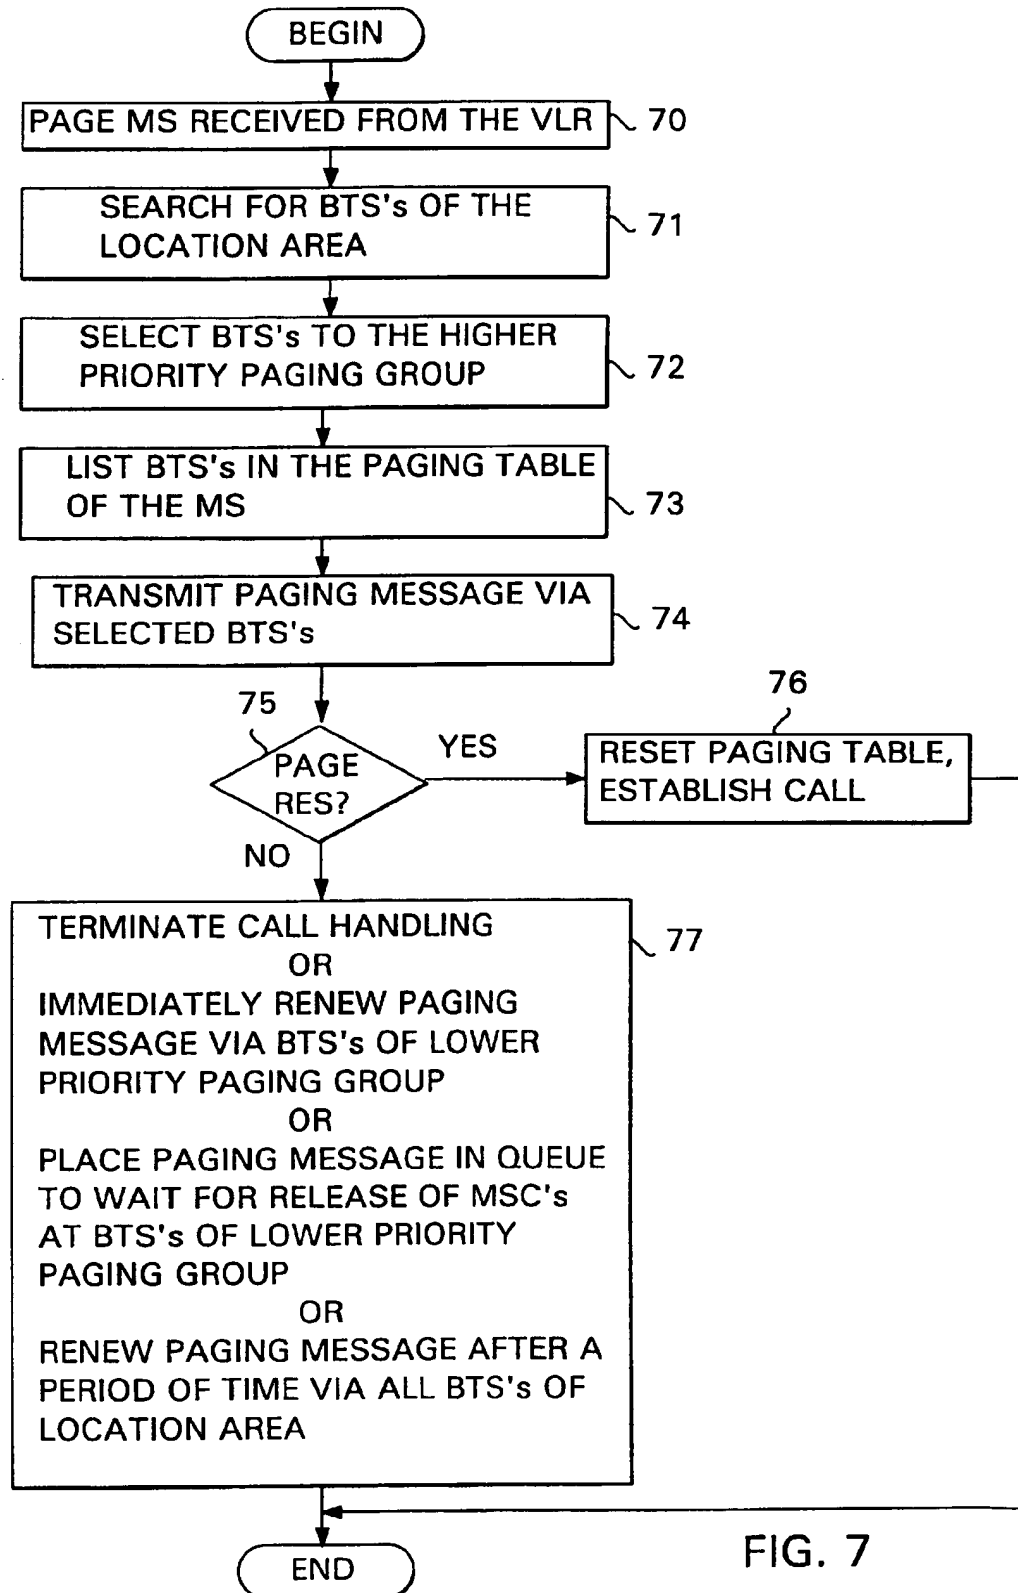 BEGIN
PAGE MS RECEIVED FROM THE VLR
70
SEARCH FOR BTS's OF THE
LOCATION AREA
71
SELECT BTS's TO THE HIGHER
PRIORITY PAGING GROUP
72
LIST BTS's IN THE PAGING TABLE
OF THE MS
73
TRANSMIT PAGING MESSAGE VIA
SELECTED BTS's
74
75
PAGE
RES?
YES
76
RESET PAGING TABLE,
ESTABLISH CALL
NO
TERMINATE CALL HANDLING
OR
IMMEDIATELY RENEW PAGING
MESSAGE VIA BTS's OF LOWER
PRIORITY PAGING GROUP
OR
PLACE PAGING MESSAGE IN QUEUE
TO WAIT FOR RELEASE OF MSC's
AT BTS's OF LOWER PRIORITY
PAGING GROUP
OR
RENEW PAGING MESSAGE AFTER A
PERIOD OF TIME VIA ALL BTS's OF
LOCATION AREA
77
END
FIG. 7